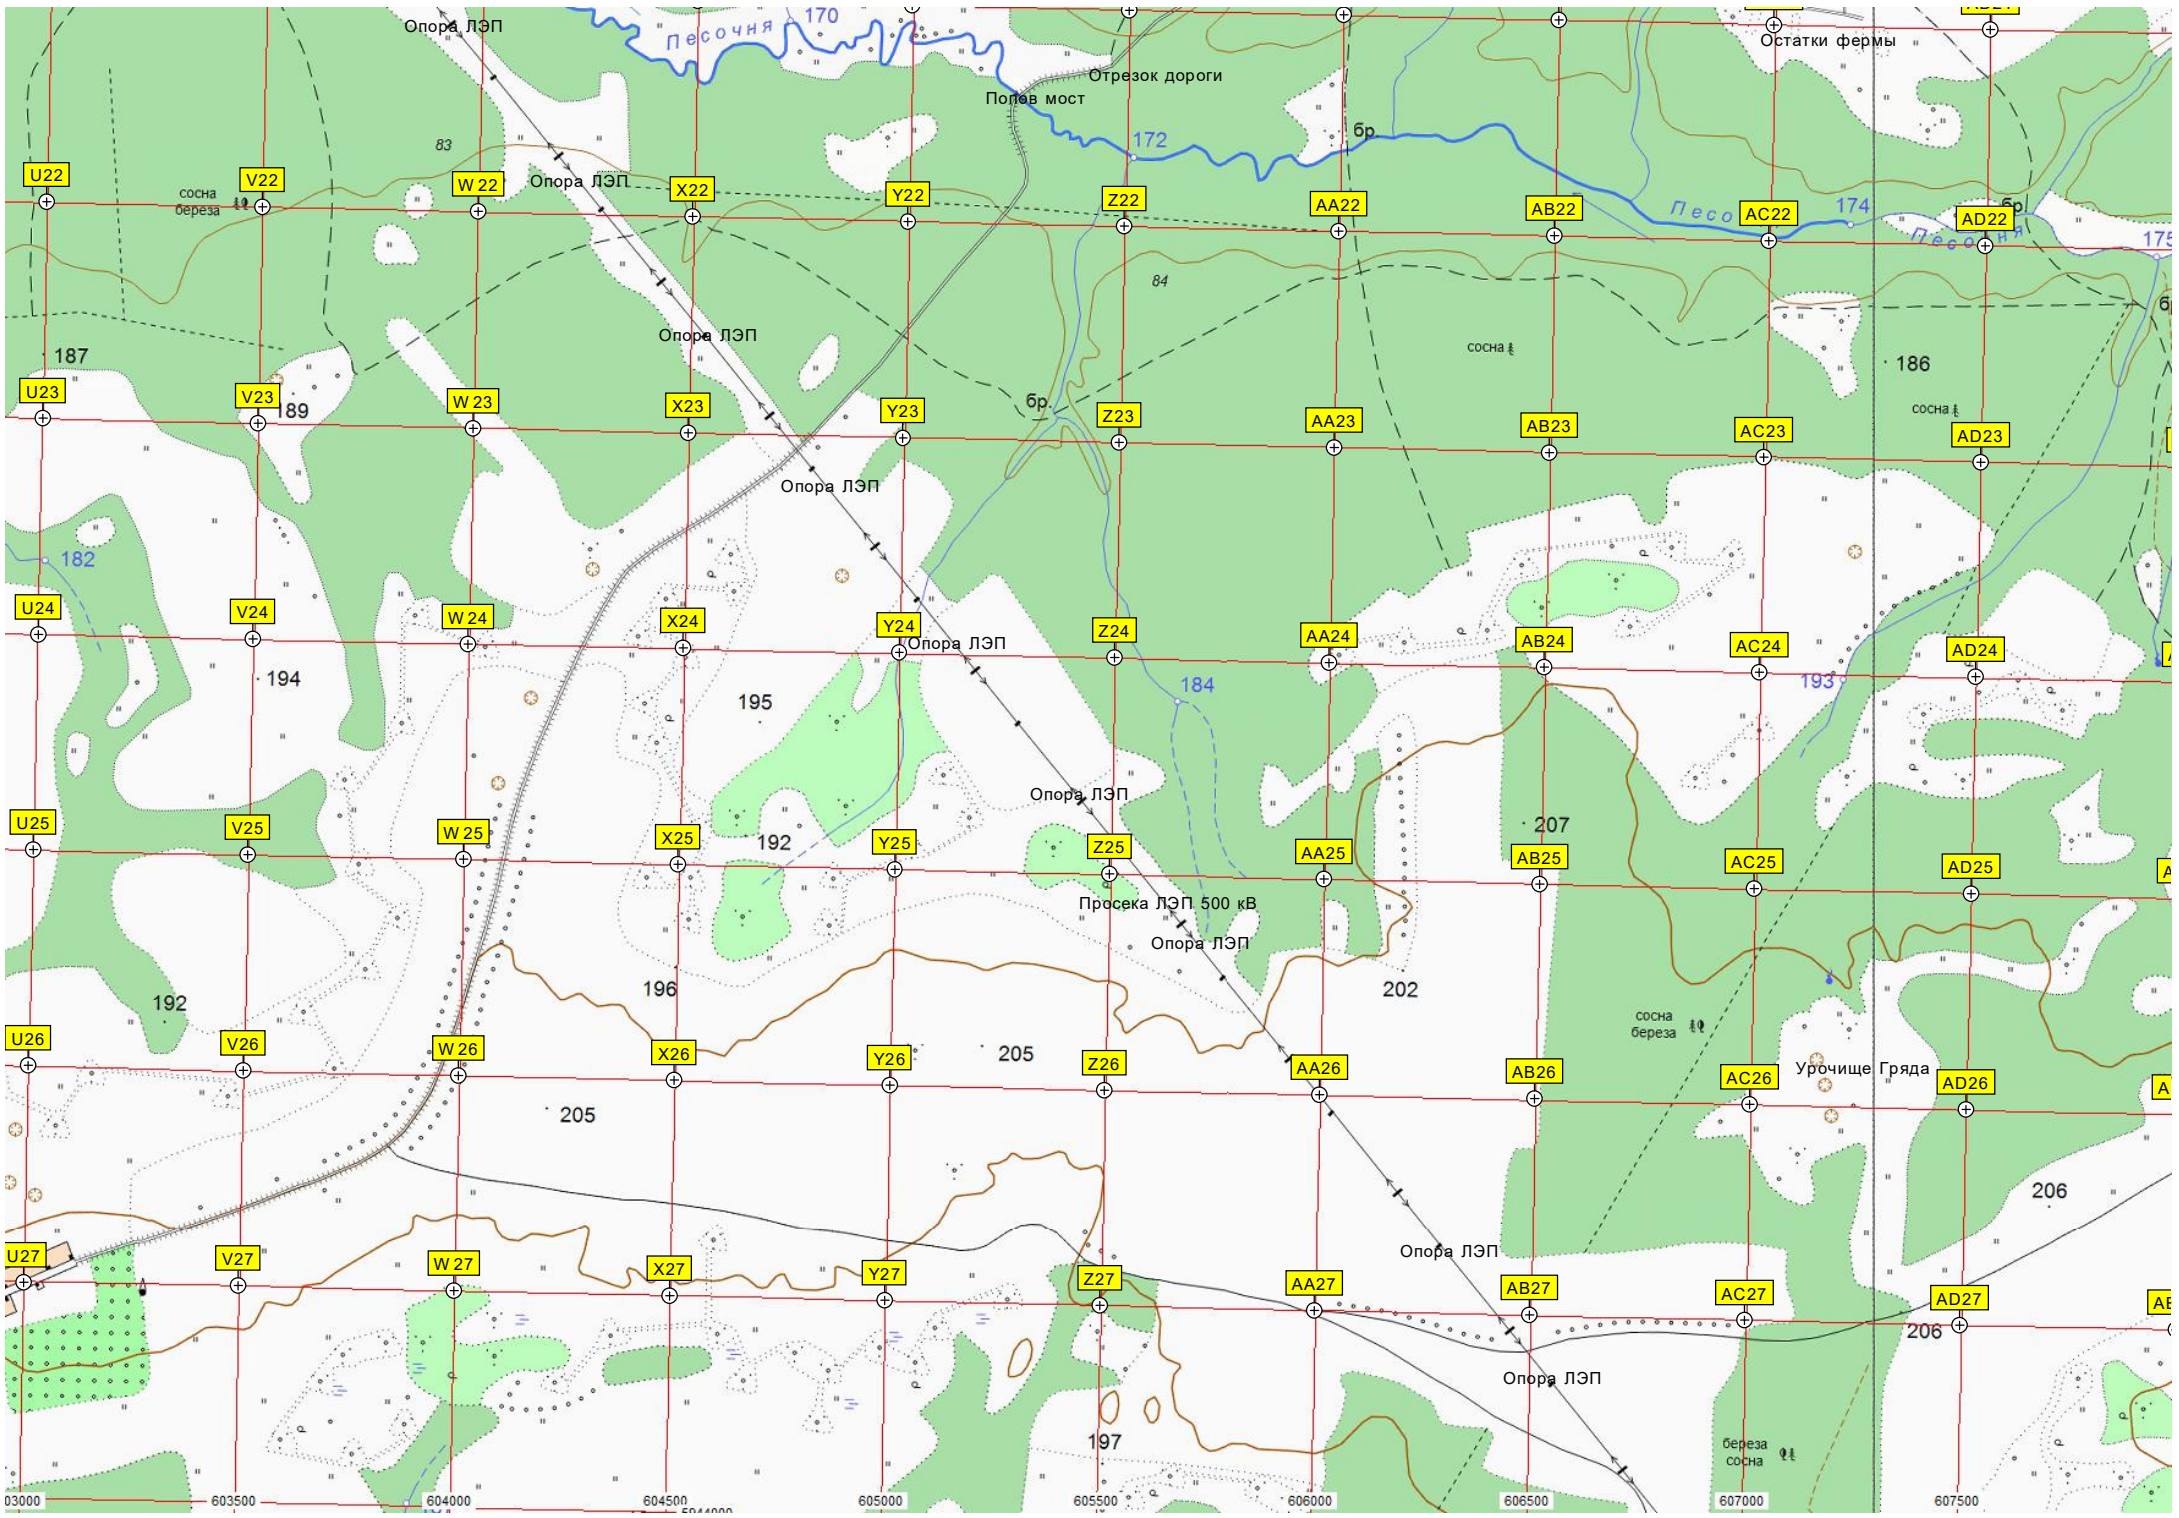 Опора ЛЭП
Песочня
170
Остатки фермы
Отрезок дороги
Попов мост
бр.
172
83
U22
V22
W22
X22
Y22
Z22
AA22
AB22
AC22
AD22
сосна
береза
Опора ЛЭП
Песо
174
бр.
Песочня
175
84
Опора ЛЭП
187
сосна
186
U23
V23
189
W23
X23
Y23
бр.
Z23
AA23
AB23
AC23
сосна
AD23
Опора ЛЭП
182
U24
V24
W24
X24
Y24
Опора ЛЭП
Z24
AA24
AB24
AC24
AD24
194
195
184
193
Опора ЛЭП
U25
V25
W25
X25
192
Y25
Z25
AA25
207
AB25
AC25
AD25
Просека ЛЭП 500 кВ
Опора ЛЭП
192
196
202
сосна
береза
U26
V26
W26
X26
Y26
205
Z26
AA26
AB26
AC26
Урочище Гряда
AD26
205
206
Опора ЛЭП
U27
V27
W27
X27
Y27
Z27
AA27
AB27
AC27
AD27
206
Опора ЛЭП
197
береза
сосна
603500
604000
604500
605000
605500
606000
606500
607000
607500